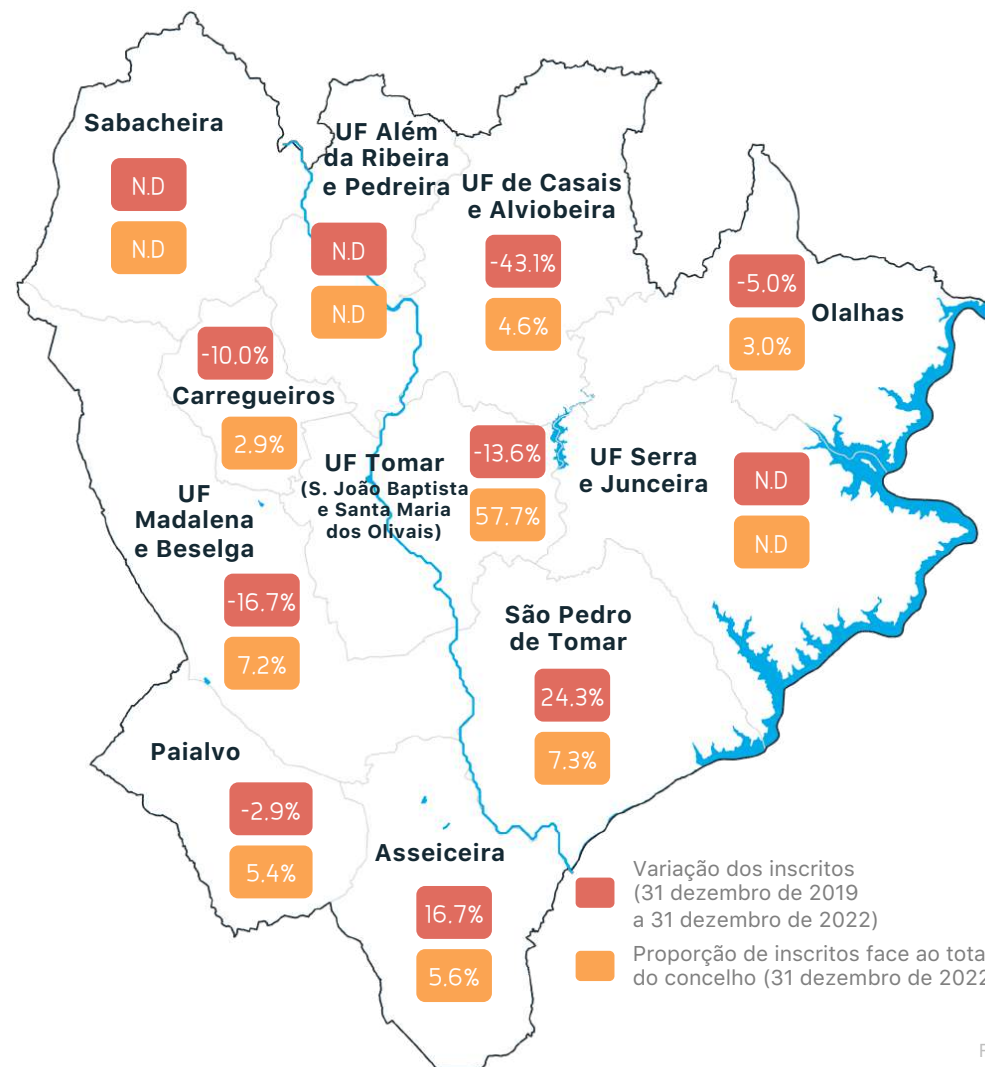 Sabacheira
N.D
N.D
UF Além
da Ribeira
e Pedreira
N.D
N.D
UF de Casais
e Alviobeira
-43.1%
4.6%
-5.0%
Olalhas
3.0%
-10.0%
Carregueiros
2.9%
UF Tomar
(S. João Baptista
e Santa Maria
dos Olivais)
-13.6%
57.7%
UF Serra
e Junceira
N.D
N.D
UF
Madalena
e Beselga
-16.7%
7.2%
São Pedro
de Tomar
24.3%
7.3%
Paialvo
-2.9%
5.4%
Asseiceira
16.7%
5.6%
Variação dos inscritos
(31 dezembro de 2019
a 31 dezembro de 2022)
Proporção de inscritos face ao tota
do concelho (31 dezembro de 2022